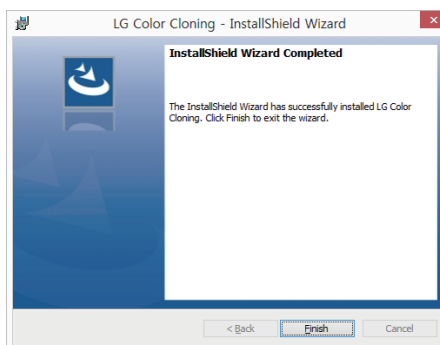 LG Color Cloning - InstallShield Wizard
InstallShield Wizard Completed
The InstallShield Wizard has successfully installed LG Color
Cloning. Click Finish to exit the wizard.
< Back Finish Cancel